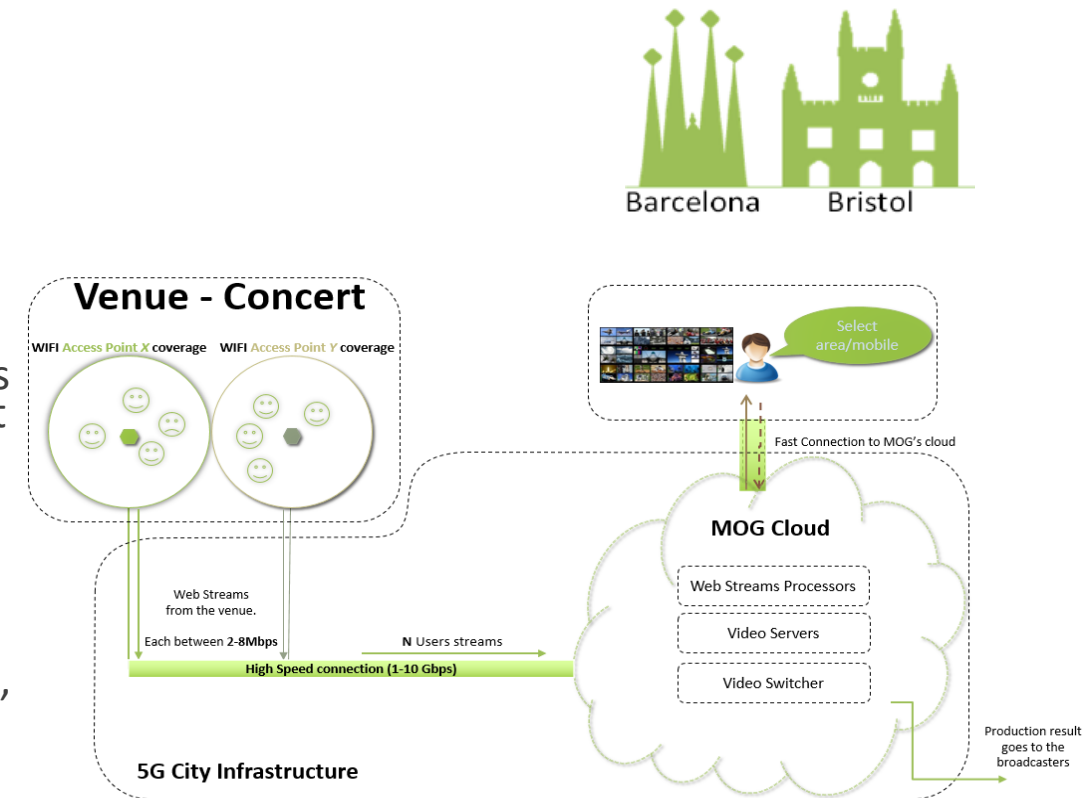 Barcelona
Bristol
Venue - Concert
WIFI Access Point X coverage
WIFI Access Point Y coverage
s
t
,
Select
area/mobile
Fast Connection to MOG's cloud
MOG Cloud
Web Streams Processors
Video Servers
Video Switcher
Web Streams
from the venue.
Each between 2-8Mbps
N Users streams
High Speed connection (1-10 Gbps)
5G City Infrastructure
Production result
goes to the
broadcasters